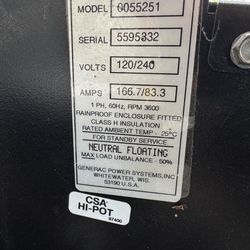 MODEL 0055251
SERIAL 5595332
VOLTS 120/240
AMPS 166.7/83.3
1 PH, 60Hz, RPM 3600
RAINPROOF ENCLOSURE FITTED
CLASS H INSULATION
RATED AMBIENT TEMP - 25°C
FOR STANDBY SERVICE
NEUTRAL FLOATING
MAX LOAD UNBALANCE - 50%
GENERAC POWER SYSTEMS, INC
WHITEWATER, WIS.
53190 U.S.A.
CSA
HI-POT